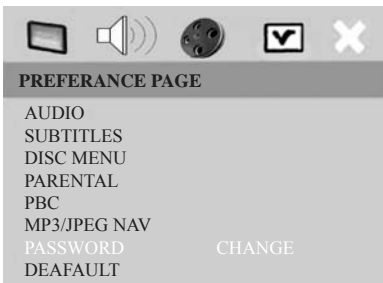 PREFERANCE PAGE
AUDIO
SUBTITLES
DISC MENU
PARENTAL
PBC
MP3/JPEG NAV
PASSWORD CHANGE
DEAFAULT